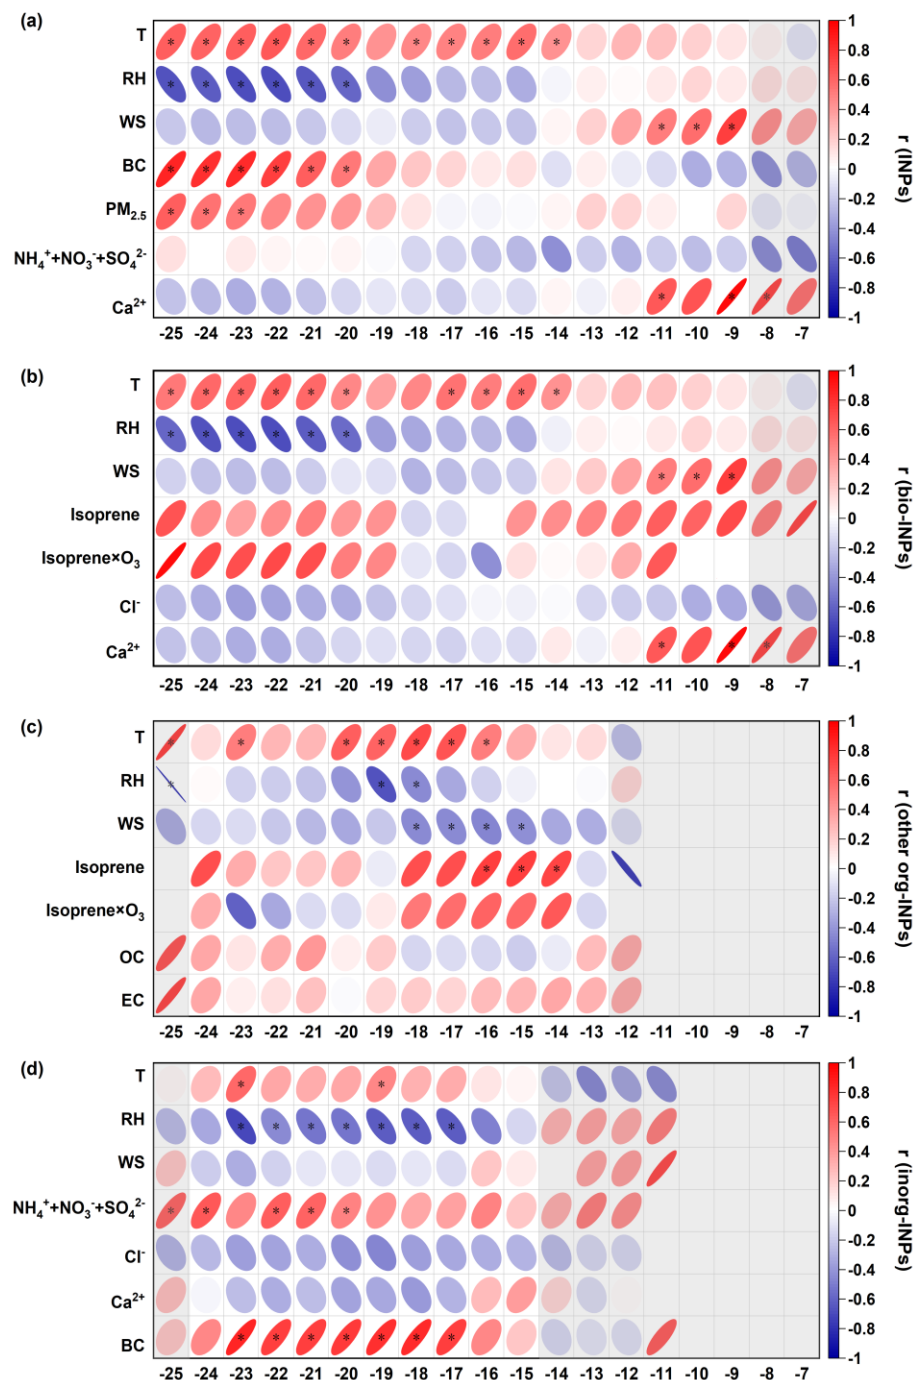 (a)
T
RH
WS
BC
PM2.5
NH4++NO3-+SO42-
Ca2+
-25 -24 -23 -22 -21 -20 -19 -18 -17 -16 -15 -14 -13 -12 -11 -10 -9 -8 -7
1
0.8
0.6
0.4
0.2
0
-0.2
-0.4
-0.6
-0.8
-1
r (INPs)
(b)
T
RH
WS
Isoprene
Isoprene×O3
Cl-
Ca2+
-25 -24 -23 -22 -21 -20 -19 -18 -17 -16 -15 -14 -13 -12 -11 -10 -9 -8 -7
1
0.8
0.6
0.4
0.2
0
-0.2
-0.4
-0.6
-0.8
-1
r (bio-INPs)
(c)
T
RH
WS
Isoprene
Isoprene×O3
OC
EC
-25 -24 -23 -22 -21 -20 -19 -18 -17 -16 -15 -14 -13 -12 -11 -10 -9 -8 -7
1
0.8
0.6
0.4
0.2
0
-0.2
-0.4
-0.6
-0.8
-1
r (other org-INPs)
(d)
T
RH
WS
NH4++NO3-+SO42-
Cl-
Ca2+
BC
-25 -24 -23 -22 -21 -20 -19 -18 -17 -16 -15 -14 -13 -12 -11 -10 -9 -8 -7
1
0.8
0.6
0.4
0.2
0
-0.2
-0.4
-0.6
-0.8
-1
r (inorg-INPs)